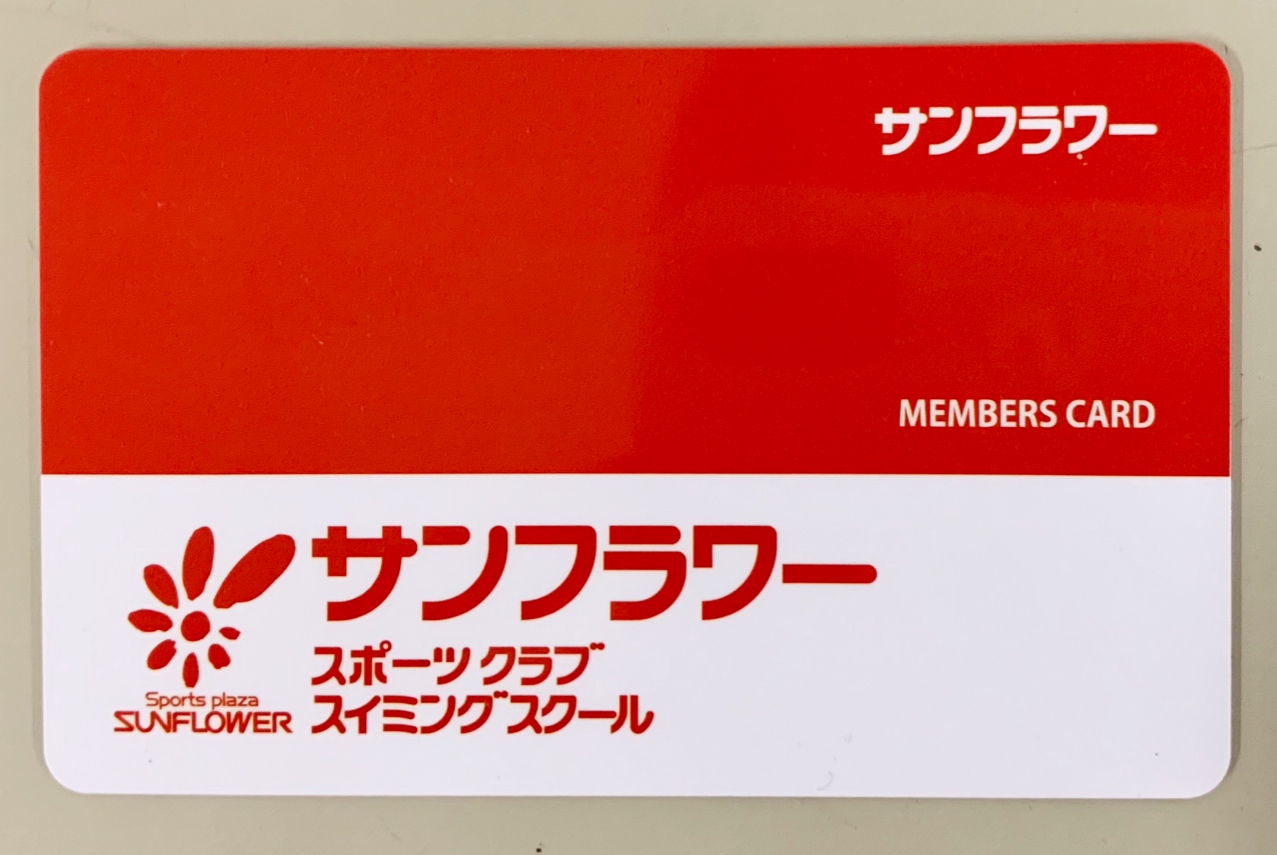 サンフラワー
MEMBERS CARD
サンフラワー
スポーツクラブ
スイミングスクール
Sports plaza
SUNFLOWER